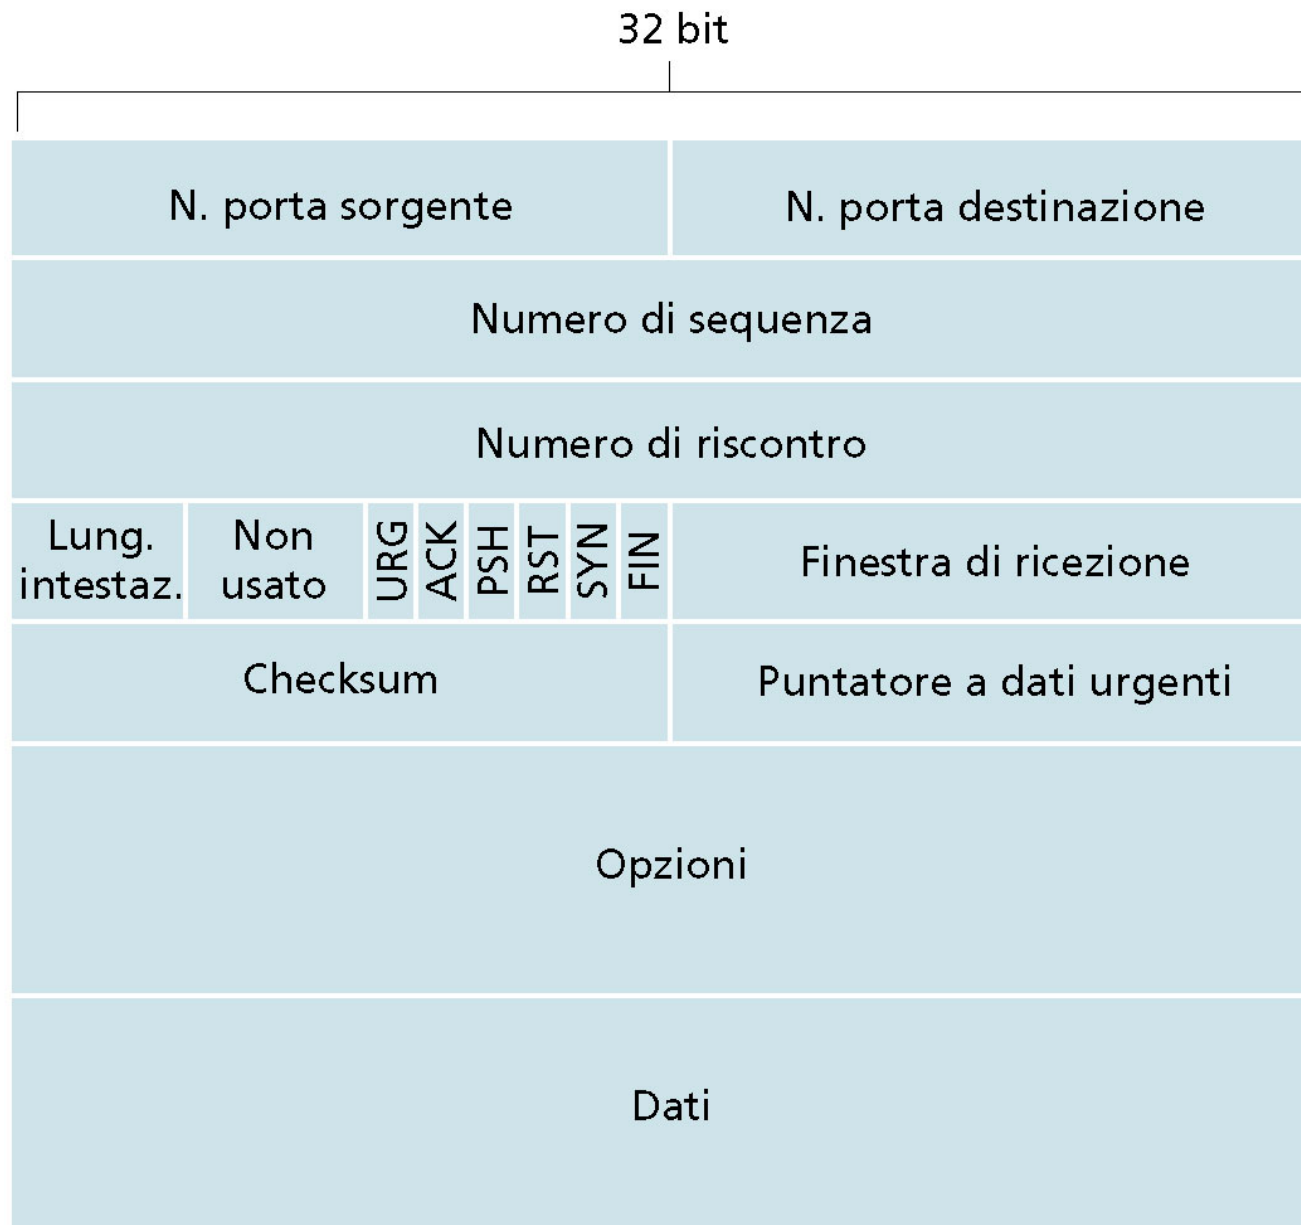 32 bit
N. porta sorgente
N. porta destinazione
Numero di sequenza
Numero di riscontro
Lung.
intestaz.
Non
usato
URG
ACK
PSH
RST
SYN
FIN
Finestra di ricezione
Checksum
Puntatore a dati urgenti
Opzioni
Dati